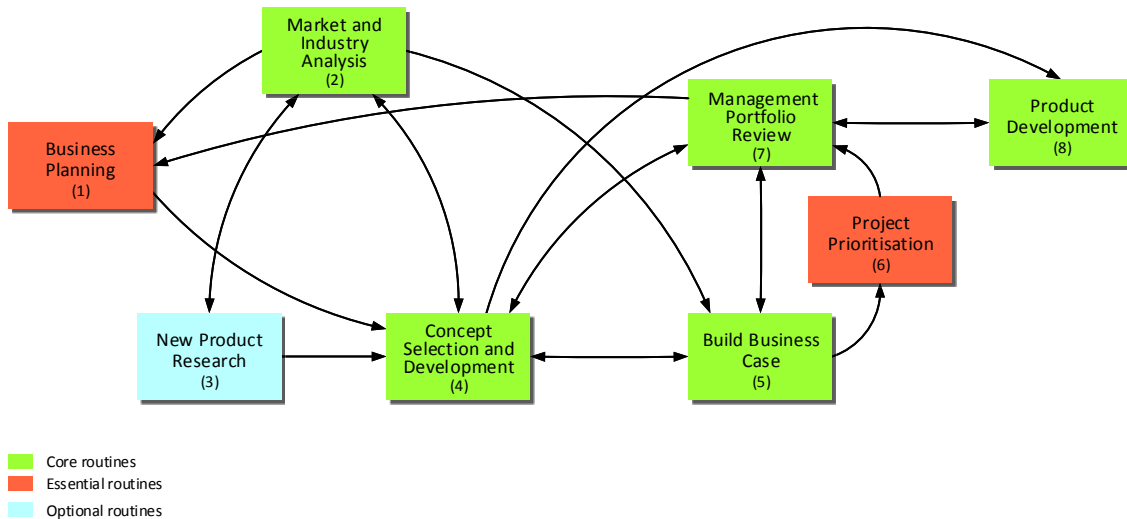 Market and
Industry
Analysis
(2)
Management
Portfolio
Review
(7)
Product
Development
(8)
Business
Planning
(1)
Project
Prioritisation
(6)
New Product
Research
(3)
Concept
Selection and
Development
(4)
Build Business
Case
(5)
Core routines
Essential routines
Optional routines